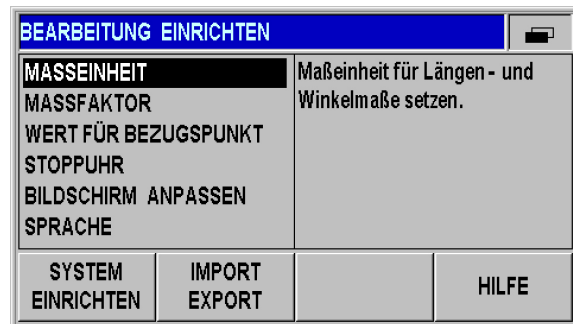 BEARBEITUNG EINRICHTEN
MASSEINHEIT
MASSFAKTOR
WERT FÜR BEZUGSPUNKT
STOPPUHR
BILDSCHIRM ANPASSEN
SPRACHE
Maßeinheit für Längen- und
Winkelmaße setzen.
SYSTEM
EINRICHTEN
IMPORT
EXPORT
HILFE